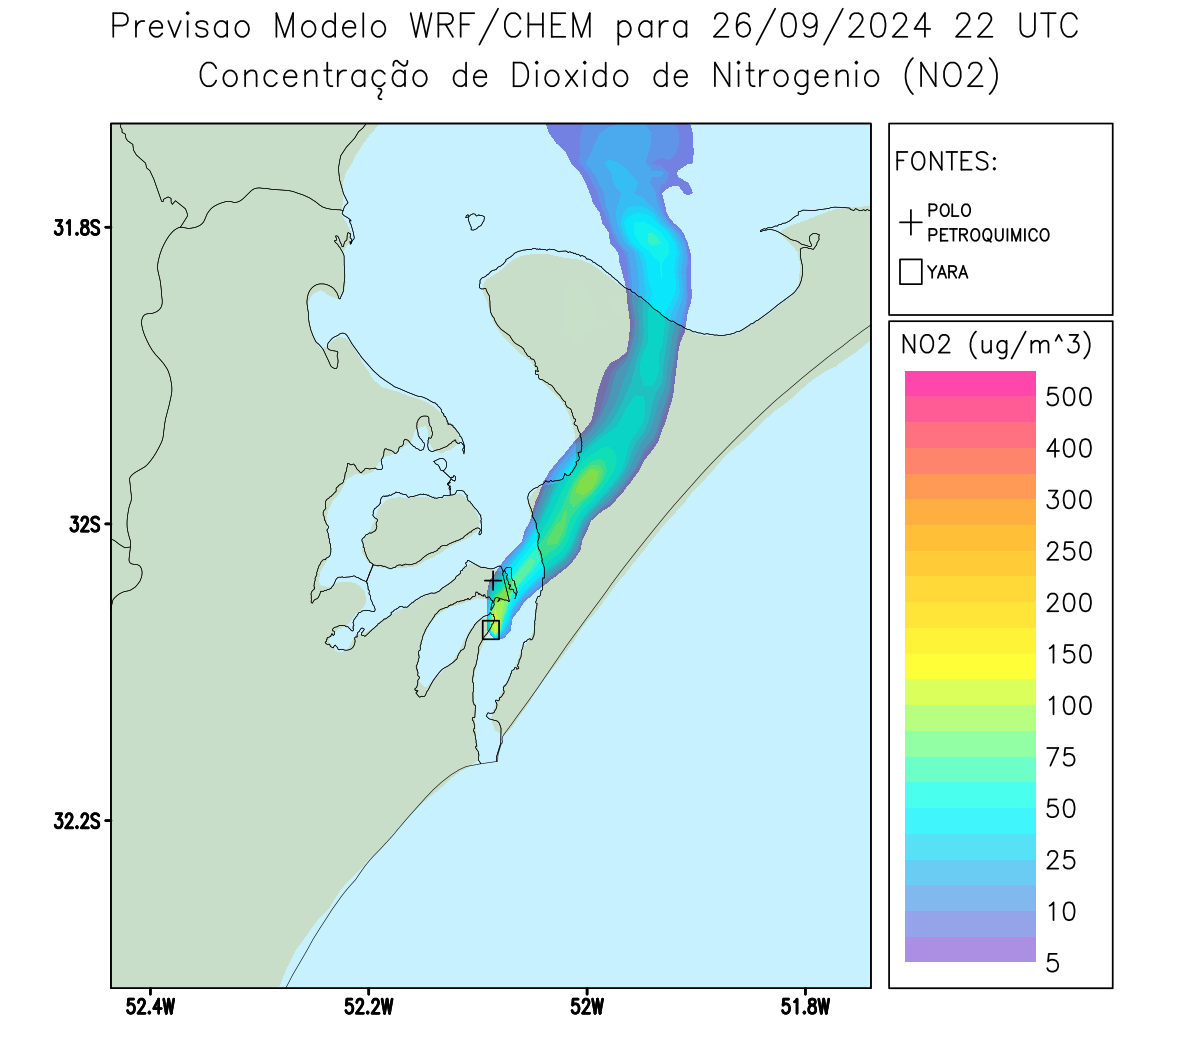 Previsao Modelo WRF/CHEM para 26/09/2024 22 UTC
Concentração de Dioxido de Nitrogenio (NO2)
FONTES:
POLO
PETROQUIMICO
YARA
31.8S
32S
32.2S
52.4W
52.2W
52W
51.8W
NO2 (ug/m^3)
500
400
300
250
200
150
100
75
50
25
10
5